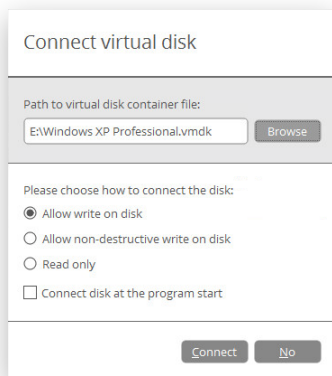 Connect virtual disk
Path to virtual disk container file:
E:\Windows XP Professional.vmdk
Browse
Please choose how to connect the disk:
Allow write on disk
Allow non-destructive write on disk
Read only
Connect disk at the program start
Connect
No